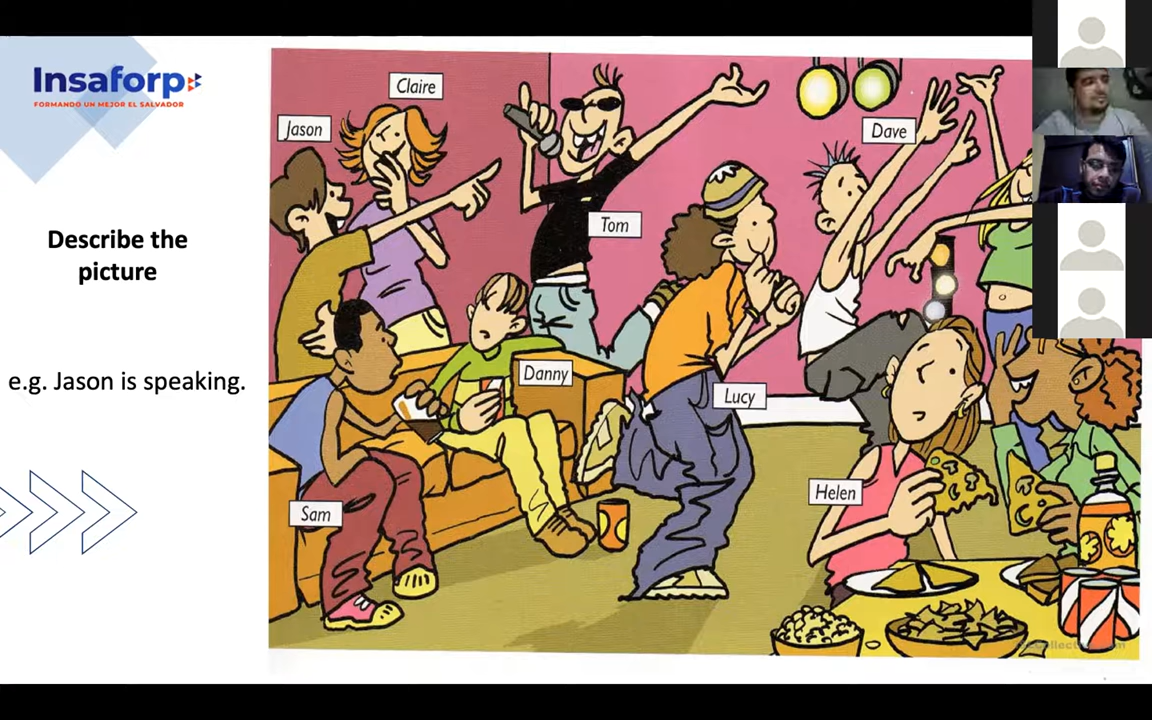 Insaforp
FORMANDO UN MEJOR EL SALVADOR
Describe the
picture
e.g. Jason is speaking.
Claire
Jason
Dave
Tom
Danny
Lucy
Helen
Sam